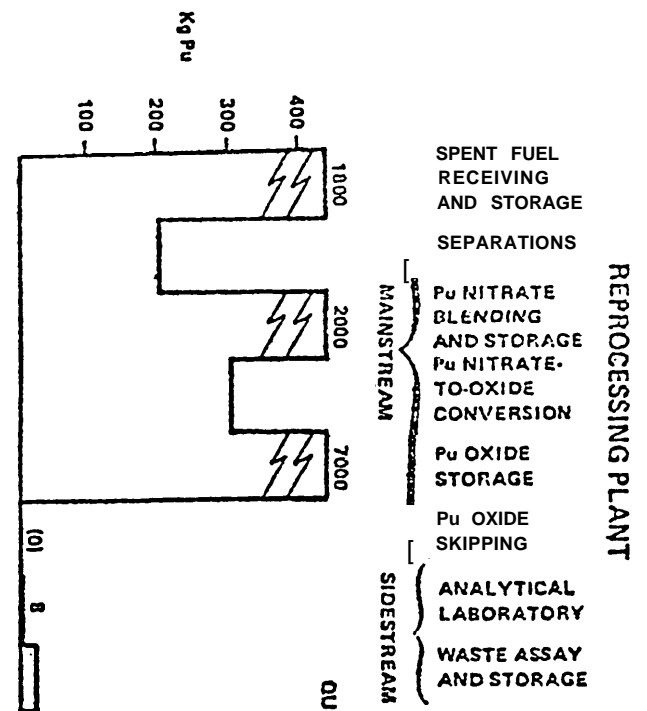 Kg Pu
100
200
300
400
1800
2000
7000
(0)
8
QU
SPENT FUEL
RECEIVING
AND STORAGE
SEPARATIONS
Pu NITRATE
BLENDING
AND STORAGE
Pu NITRATE-
TO-OXIDE
CONVERSION
Pu OXIDE
STORAGE
Pu OXIDE
SKIPPING
ANALYTICAL
LABORATORY
WASTE ASSAY
AND STORAGE
MAINSTREAM
SIDESTREAM
REPROCESSING PLANT